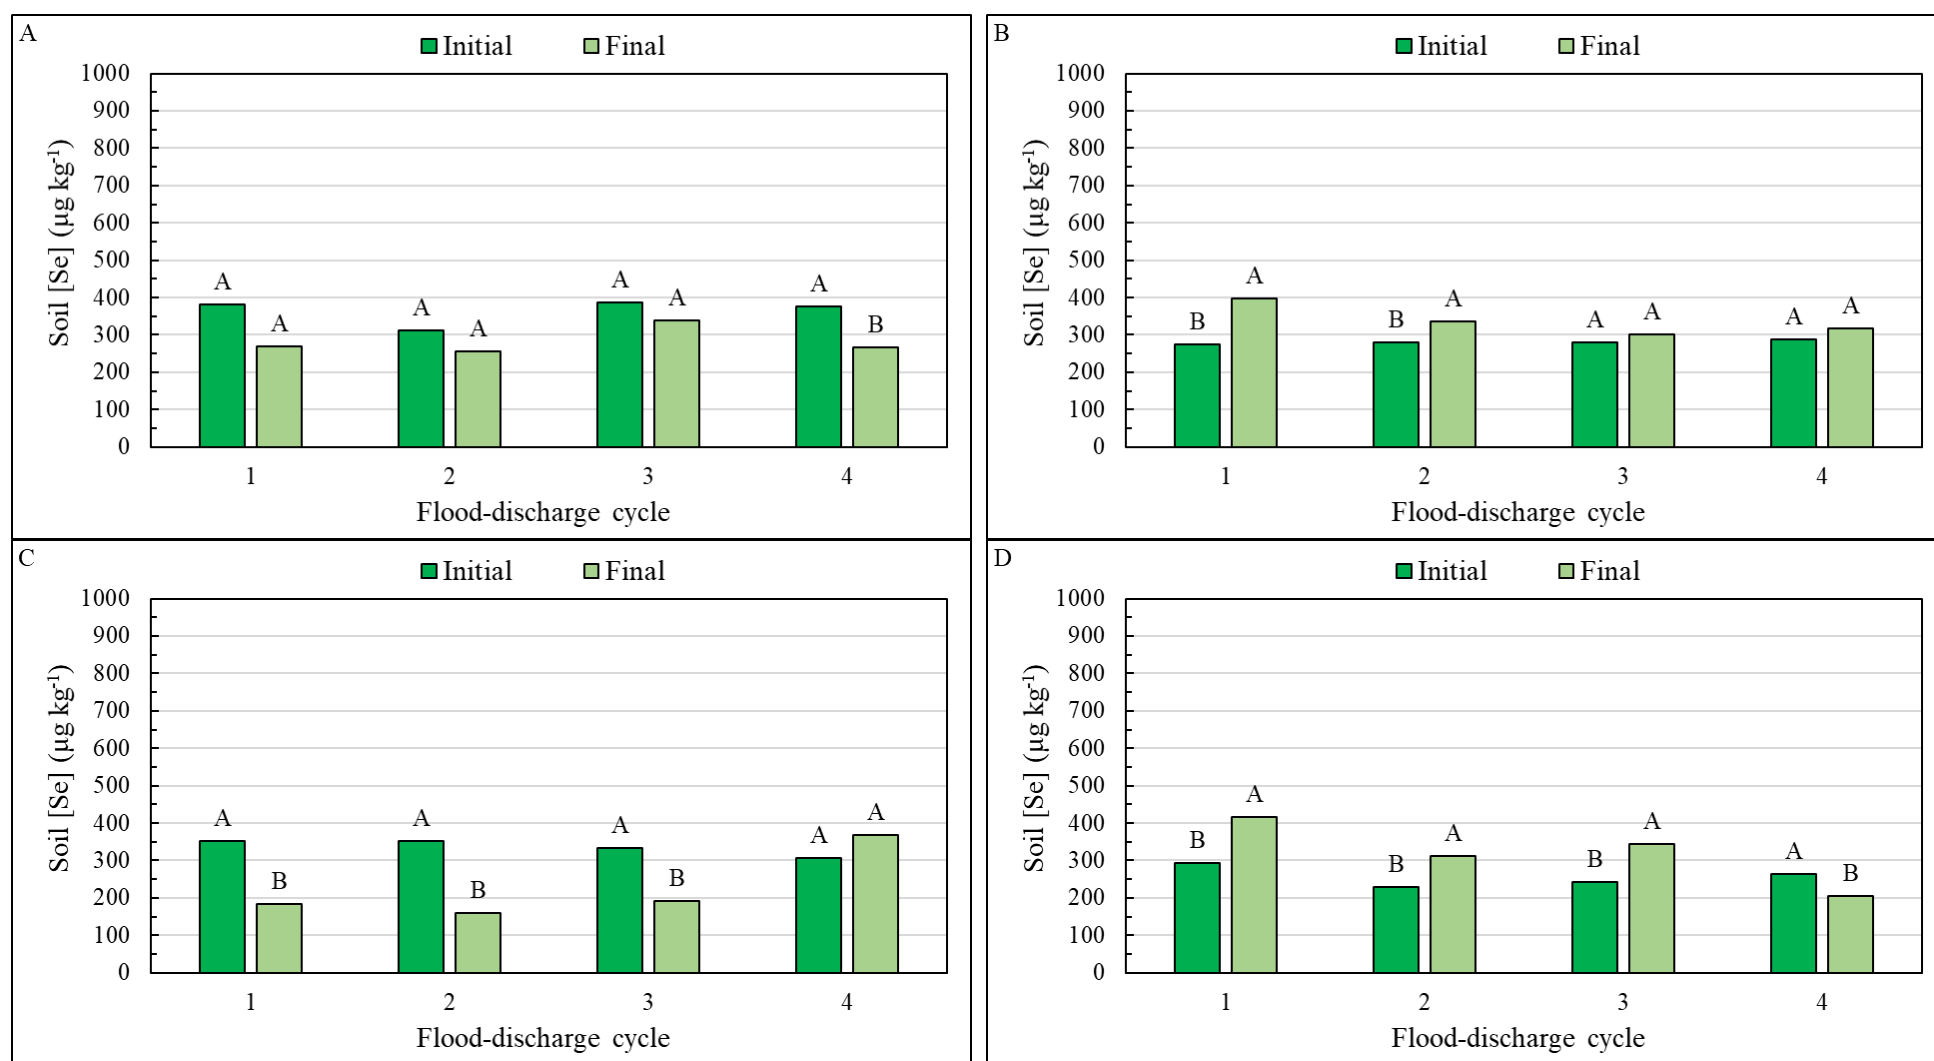 A
Initial Final
1000
900
800
700
600
500
400
300
200
100
0
Soil [Se] (µg kg⁻¹)
A A A A A A A B
1 2 3 4
Flood-discharge cycle
B
Initial Final
1000
900
800
700
600
500
400
300
200
100
0
Soil [Se] (µg kg⁻¹)
B A B A A A A A
1 2 3 4
Flood-discharge cycle
C
Initial Final
1000
900
800
700
600
500
400
300
200
100
0
Soil [Se] (µg kg⁻¹)
A B A B A B A A
1 2 3 4
Flood-discharge cycle
D
Initial Final
1000
900
800
700
600
500
400
300
200
100
0
Soil [Se] (µg kg⁻¹)
B A B A B A A B
1 2 3 4
Flood-discharge cycle